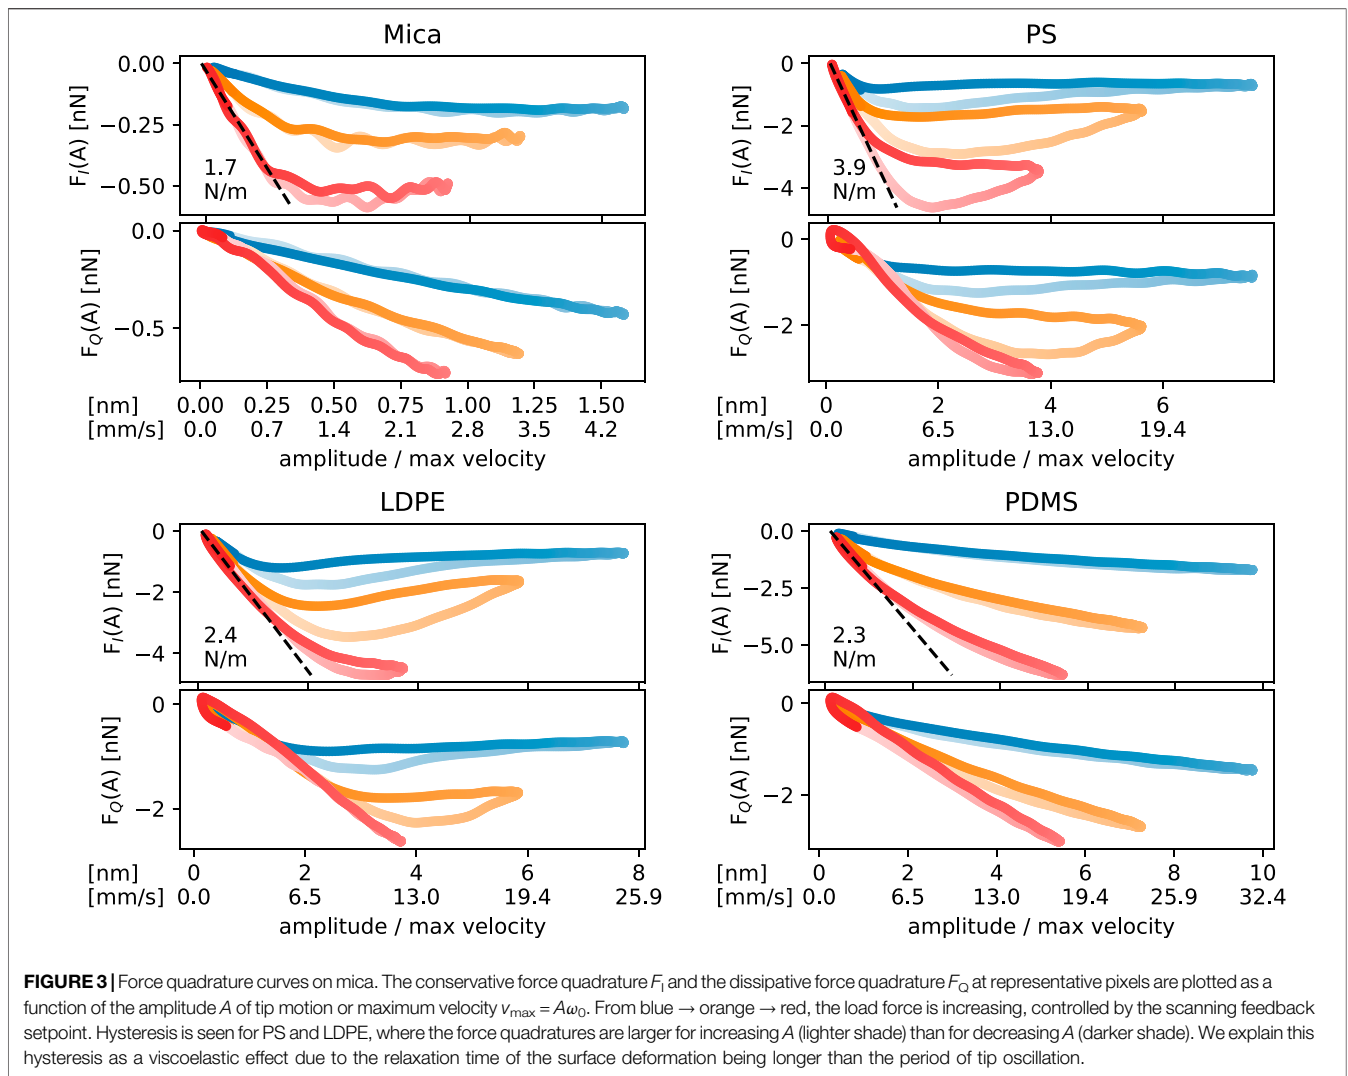 Mica
0.00
−0.25
−0.50
F_I(A) [nN]
1.7
N/m
0.0
−0.5
F_Q(A) [nN]
[nm] 0.00 0.25 0.50 0.75 1.00 1.25 1.50
[mm/s] 0.0 0.7 1.4 2.1 2.8 3.5 4.2
amplitude / max velocity
PS
0
−2
−4
F_I(A) [nN]
3.9
N/m
0
−2
F_Q(A) [nN]
[nm] 0 2 4 6
[mm/s] 0.0 6.5 13.0 19.4
amplitude / max velocity
LDPE
0
−2
−4
F_I(A) [nN]
2.4
N/m
0
−2
F_Q(A) [nN]
[nm] 0 2 4 6 8
[mm/s] 0.0 6.5 13.0 19.4 25.9
amplitude / max velocity
PDMS
0.0
−2.5
−5.0
F_I(A) [nN]
2.3
N/m
0
−2
F_Q(A) [nN]
[nm] 0 2 4 6 8 10
[mm/s] 0.0 6.5 13.0 19.4 25.9 32.4
amplitude / max velocity
FIGURE 3 | Force quadrature curves on mica. The conservative force quadrature F_I and the dissipative force quadrature F_Q at representative pixels are plotted as a
function of the amplitude A of tip motion or maximum velocity v_max = Aω_0. From blue → orange → red, the load force is increasing, controlled by the scanning feedback
setpoint. Hysteresis is seen for PS and LDPE, where the force quadratures are larger for increasing A (lighter shade) than for decreasing A (darker shade). We explain this
hysteresis as a viscoelastic effect due to the relaxation time of the surface deformation being longer than the period of tip oscillation.